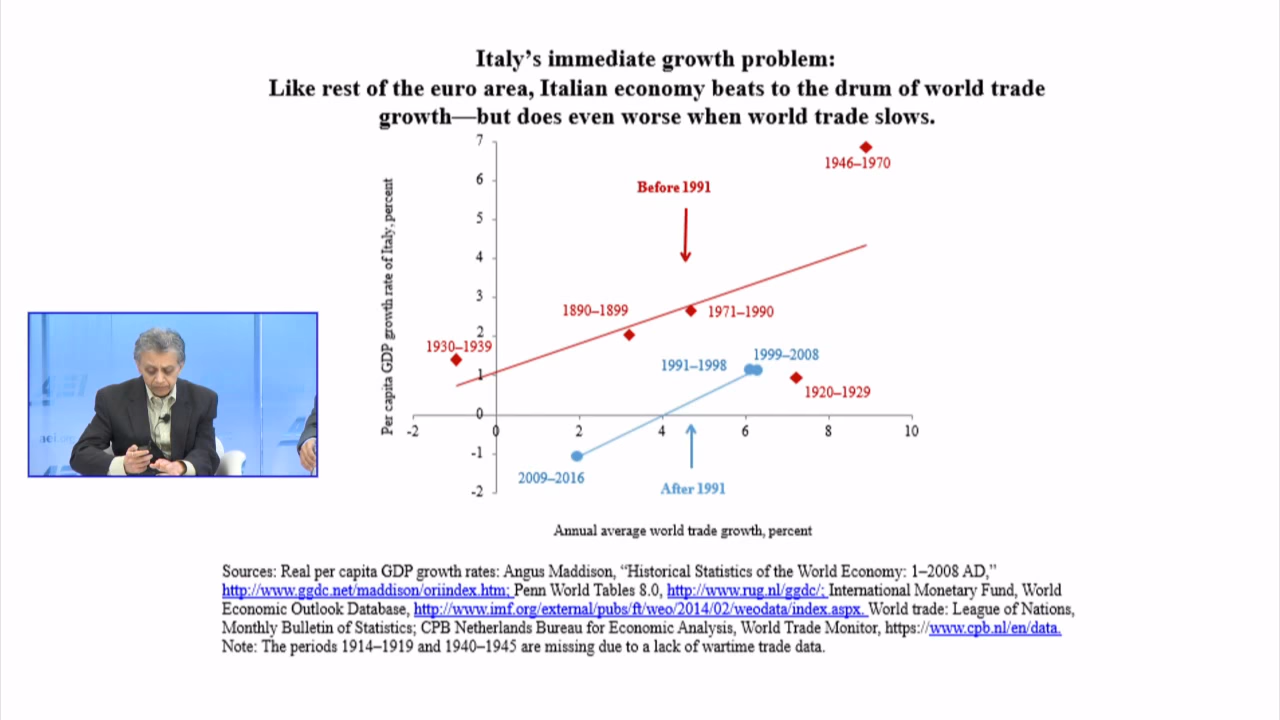 Italy’s immediate growth problem:
Like rest of the euro area, Italian economy beats to the drum of world trade
growth—but does even worse when world trade slows.
7
1946–1970
6
Before 1991
5
4
3
1890–1899
1971–1990
2
1930–1939
1999–2008
1991–1998
1
1920–1929
0
-2
0
2
4
6
8
10
-1
2009–2016
After 1991
-2
Per capita GDP growth rate of Italy, percent
Annual average world trade growth, percent
AEI
Sources: Real per capita GDP growth rates: Angus Maddison, “Historical Statistics of the World Economy: 1–2008 AD,”
http://www.ggdc.net/maddison/oriindex.htm; Penn World Tables 8.0, http://www.rug.nl/ggdc/; International Monetary Fund, World
Economic Outlook Database, http://www.imf.org/external/pubs/ft/weo/2014/02/weodata/index.aspx. World trade: League of Nations,
Monthly Bulletin of Statistics; CPB Netherlands Bureau for Economic Analysis, World Trade Monitor, https://www.cpb.nl/en/data.
Note: The periods 1914–1919 and 1940–1945 are missing due to a lack of wartime trade data.